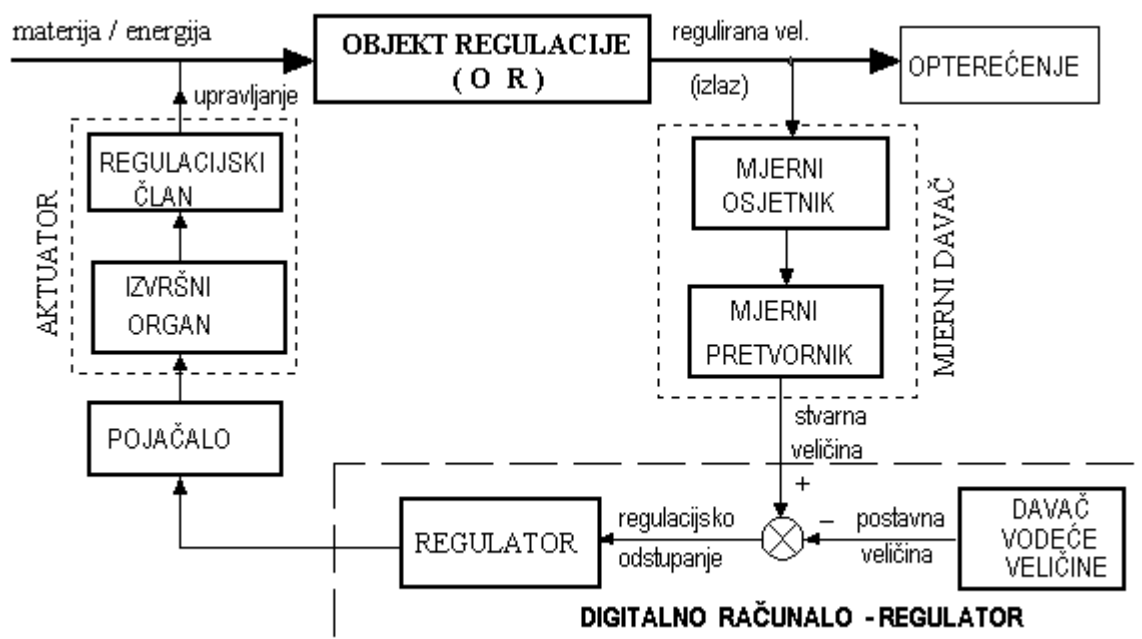 materija / energija
OBJEKT REGULACIJE
( O R )
regulirana vel.
(izlaz)
OPTEREĆENJE
upravljanje
REGULACIJSKI
ČLAN
AKTUATOR
IZVRŠNI
ORGAN
POJAČALO
MJERNI
OSJETNIK
MJERNI
PRETVORNIK
MJERNI DAVAČ
stvarna
veličina
+
REGULATOR
regulacijsko
odstupanje
–
postavna
veličina
DAVAČ
VODEĆE
VELIČINE
DIGITALNO RAČUNALO - REGULATOR